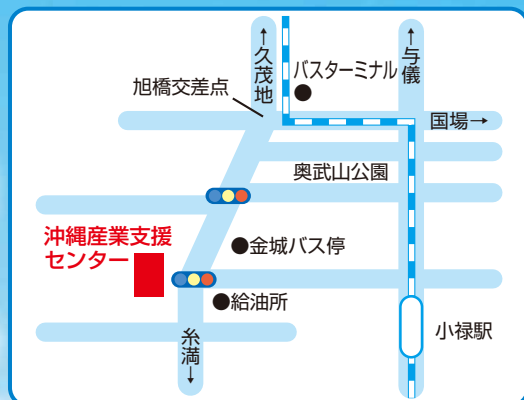 ←久茂地
バスターミナル
←与儀
旭橋交差点
国場→
奥武山公園
沖縄産業支援
センター
金城バス停
給油所
小禄駅
糸満→